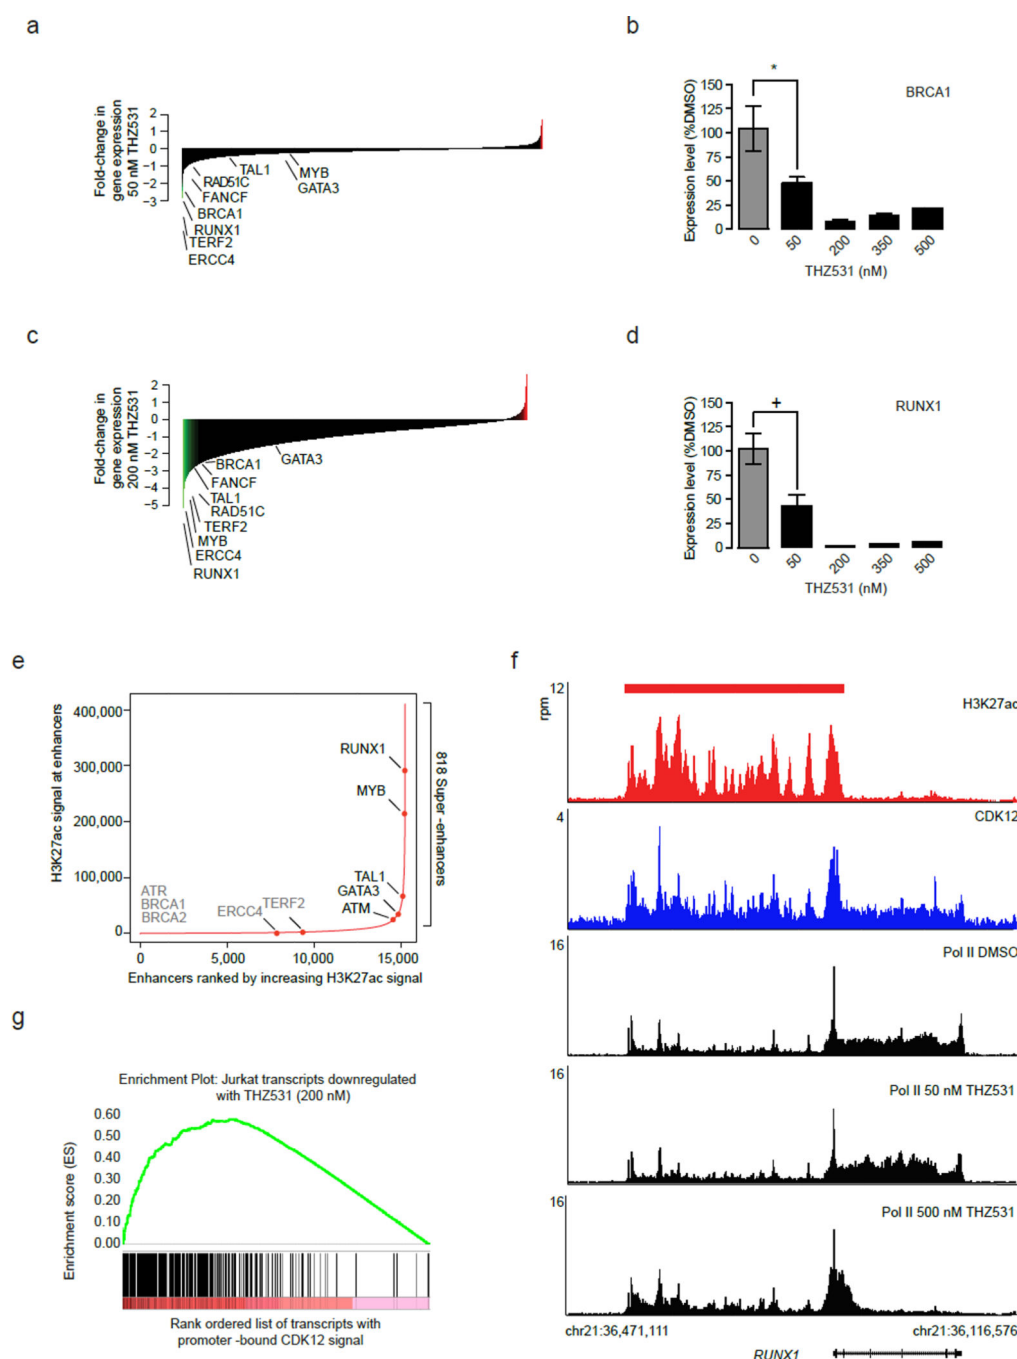 a
Fold-change in
gene expression
50 nM THZ531
2
1
0
−1
−2
−3
TAL1
MYB
RAD51C
GATA3
FANCF
BRCA1
RUNX1
TERF2
ERCC4
b
BRCA1
Expression level (%DMSO)
150
125
100
75
50
25
0
*
0
50
200
350
500
THZ531 (nM)
c
Fold-change in
gene expression
200 nM THZ531
2
1
0
−1
−2
−3
−4
−5
GATA3
BRCA1
FANCF
TAL1
RAD51C
TERF2
MYB
ERCC4
RUNX1
d
RUNX1
Expression level (%DMSO)
150
125
100
75
50
25
0
+
0
50
200
350
500
THZ531 (nM)
e
H3K27ac signal at enhancers
400,000
300,000
200,000
100,000
0
RUNX1
MYB
TAL1
GATA3
ATM
ATR
BRCA1
BRCA2
ERCC4
TERF2
818 Super -enhancers
0
5,000
10,000
15,000
Enhancers ranked by increasing H3K27ac signal
f
rpm
12
H3K27ac
4
CDK12
16
Pol II DMSO
16
Pol II 50 nM THZ531
16
Pol II 500 nM THZ531
chr21:36,471,111
chr21:36,116,576
RUNX1
g
Enrichment Plot: Jurkat transcripts downregulated
with THZ531 (200 nM)
Enrichment score (ES)
0.60
0.50
0.40
0.30
0.20
0.10
0.00
Rank ordered list of transcripts with
promoter -bound CDK12 signal